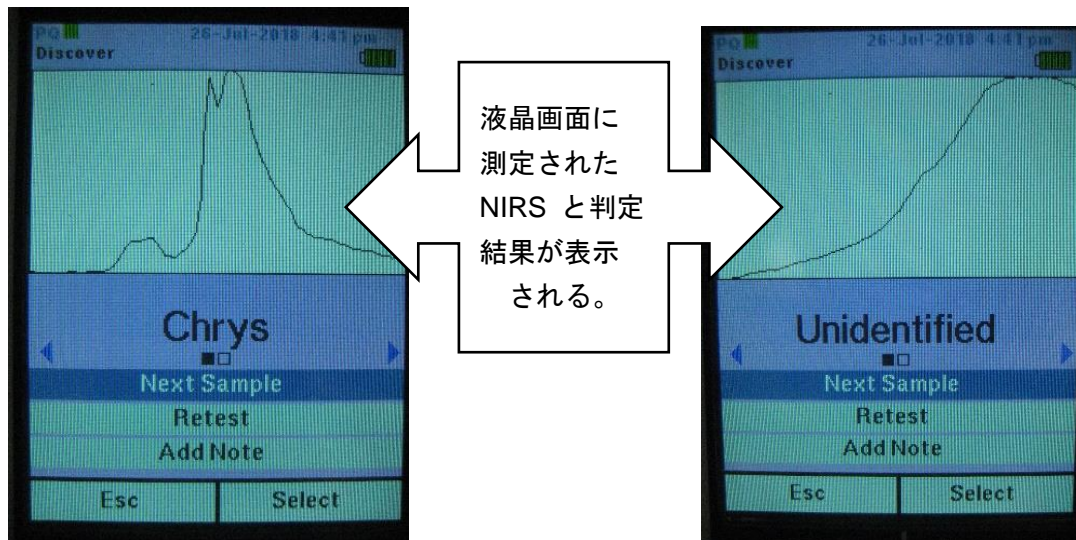 PQ 26-Jul-2018 4:41 pm
Discover
Chrys
Next Sample
Retest
Add Note
Esc Select
液晶画面に
測定された
NIRS と判定
結果が表示
される。
PQ 26-Jul-2018 4:41 pm
Discover
Unidentified
Next Sample
Retest
Add Note
Esc Select